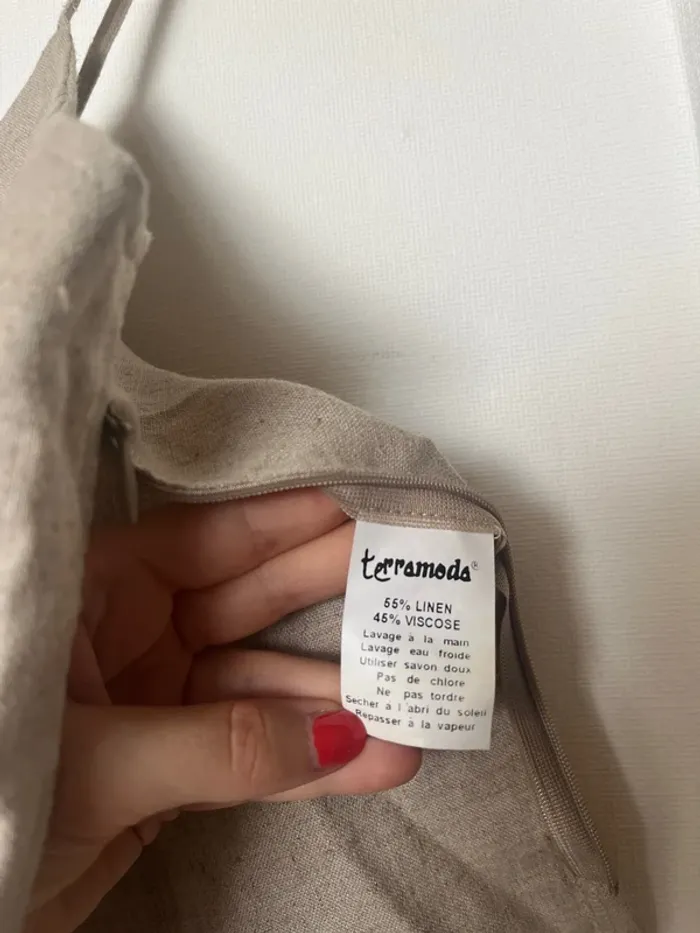 terramoda®
55% LINEN
45% VISCOSE
Lavage à la main
Lavage eau froide
Utiliser savon doux
Pas de chlore
Ne pas tordre
Secher a l'abri du soleil
Repasser à la vapeur